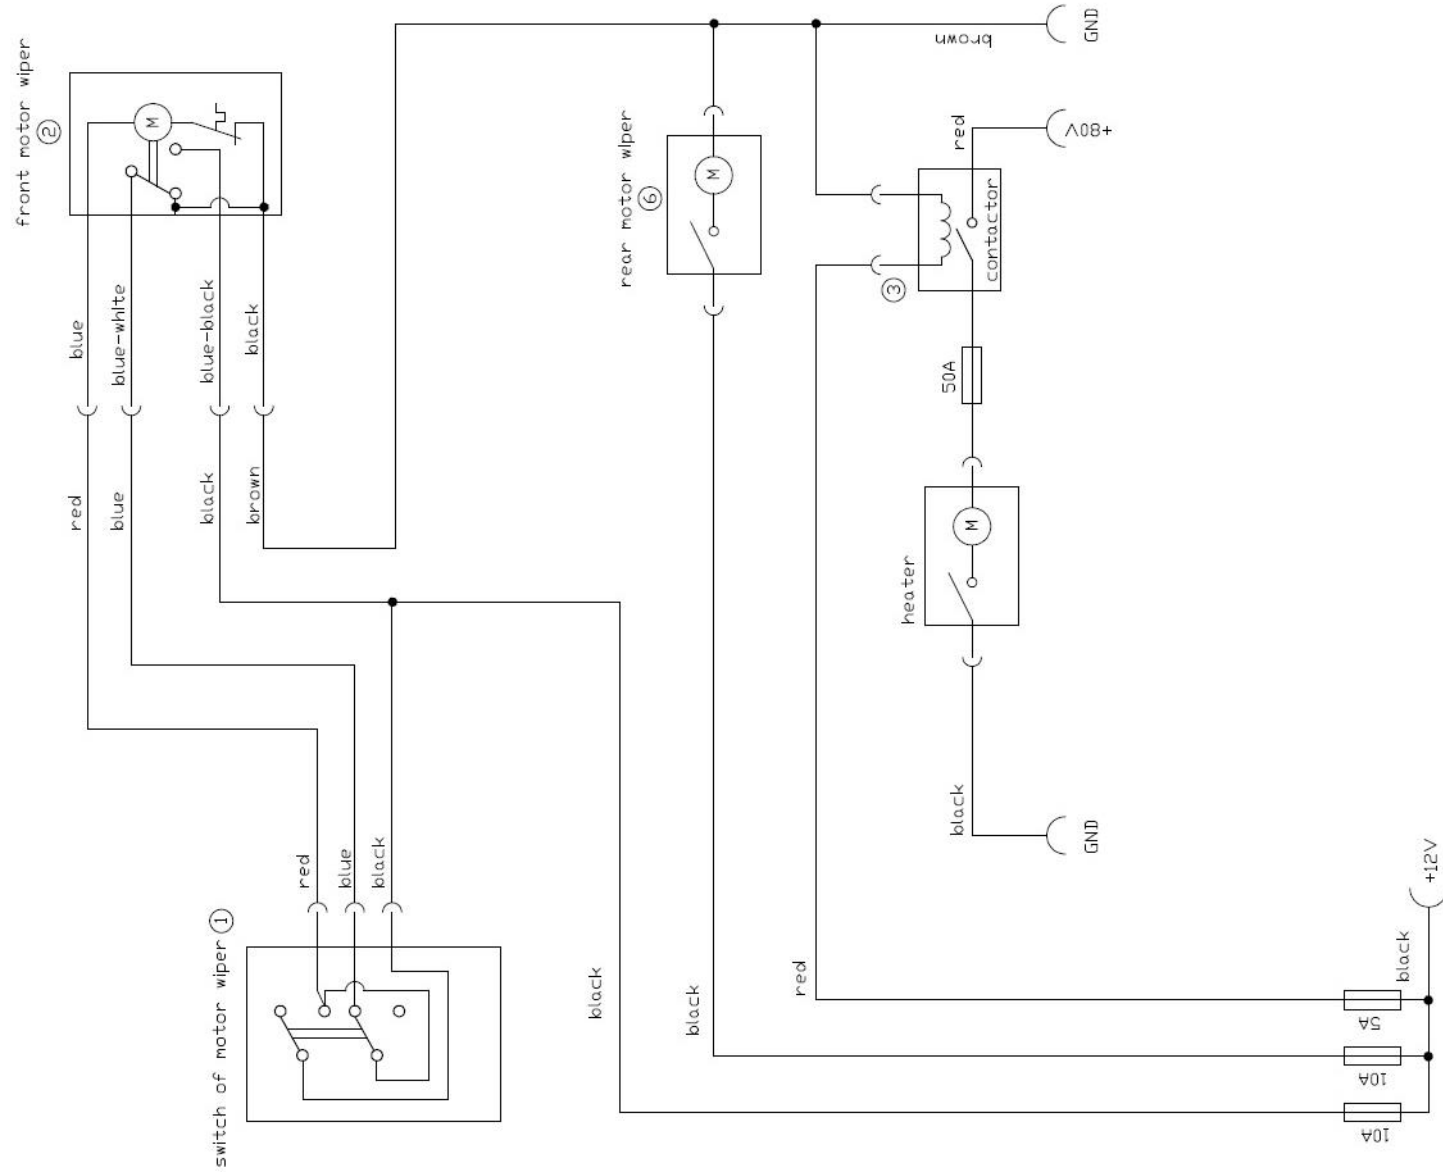 front motor wiper
2
blue
blue-white
blue-black
black
red
blue
black
brown
M
rear motor wiper
6
M
brown
GND
red
+80V
contactor
3
50A
heater
M
black
GND
switch of motor wiper
1
red
blue
black
black
black
red
black
+12V
5A
10A
10A